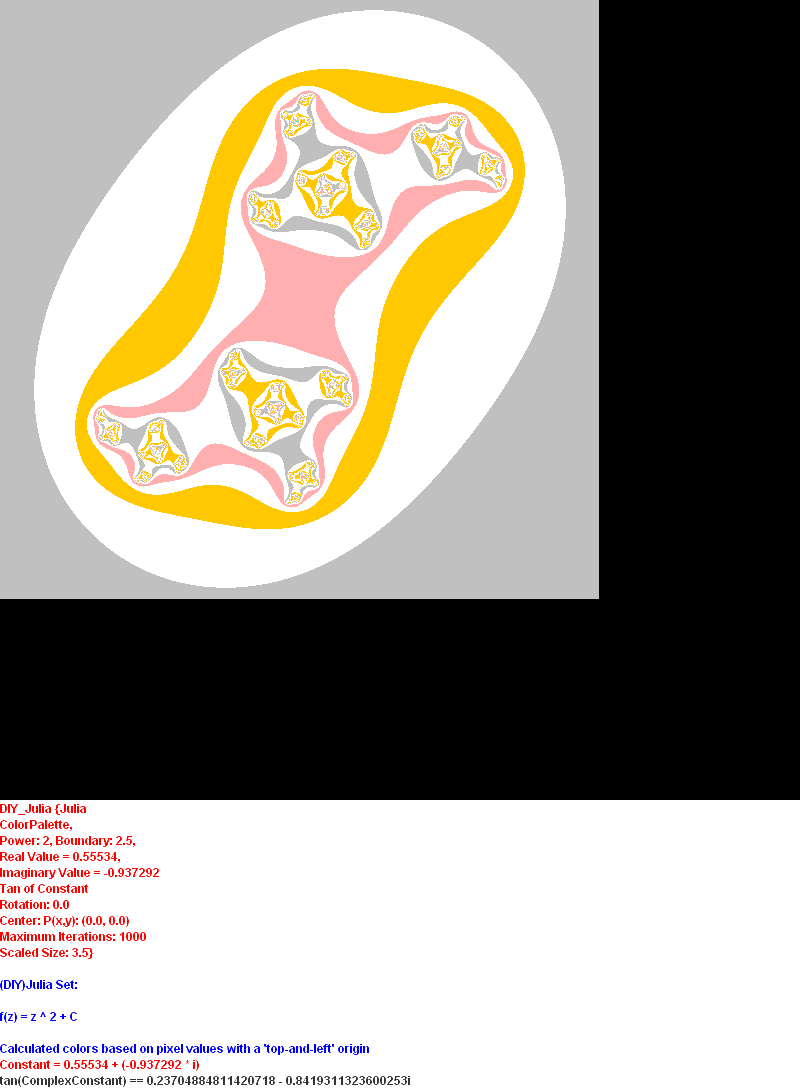 DIY_Julia {Julia
ColorPalette,
Power: 2, Boundary: 2.5,
Real Value = 0.55534,
Imaginary Value = -0.937292
Tan of Constant
Rotation: 0.0
Center: P(x,y): (0.0, 0.0)
Maximum Iterations: 1000
Scaled Size: 3.5}
(DIY)Julia Set:
f(z) = z ^ 2 + C
Calculated colors based on pixel values with a 'top-and-left' origin
Constant = 0.55534 + (-0.937292 * i)
tan(ComplexConstant) == 0.23704884811420718 - 0.8419311323600253i